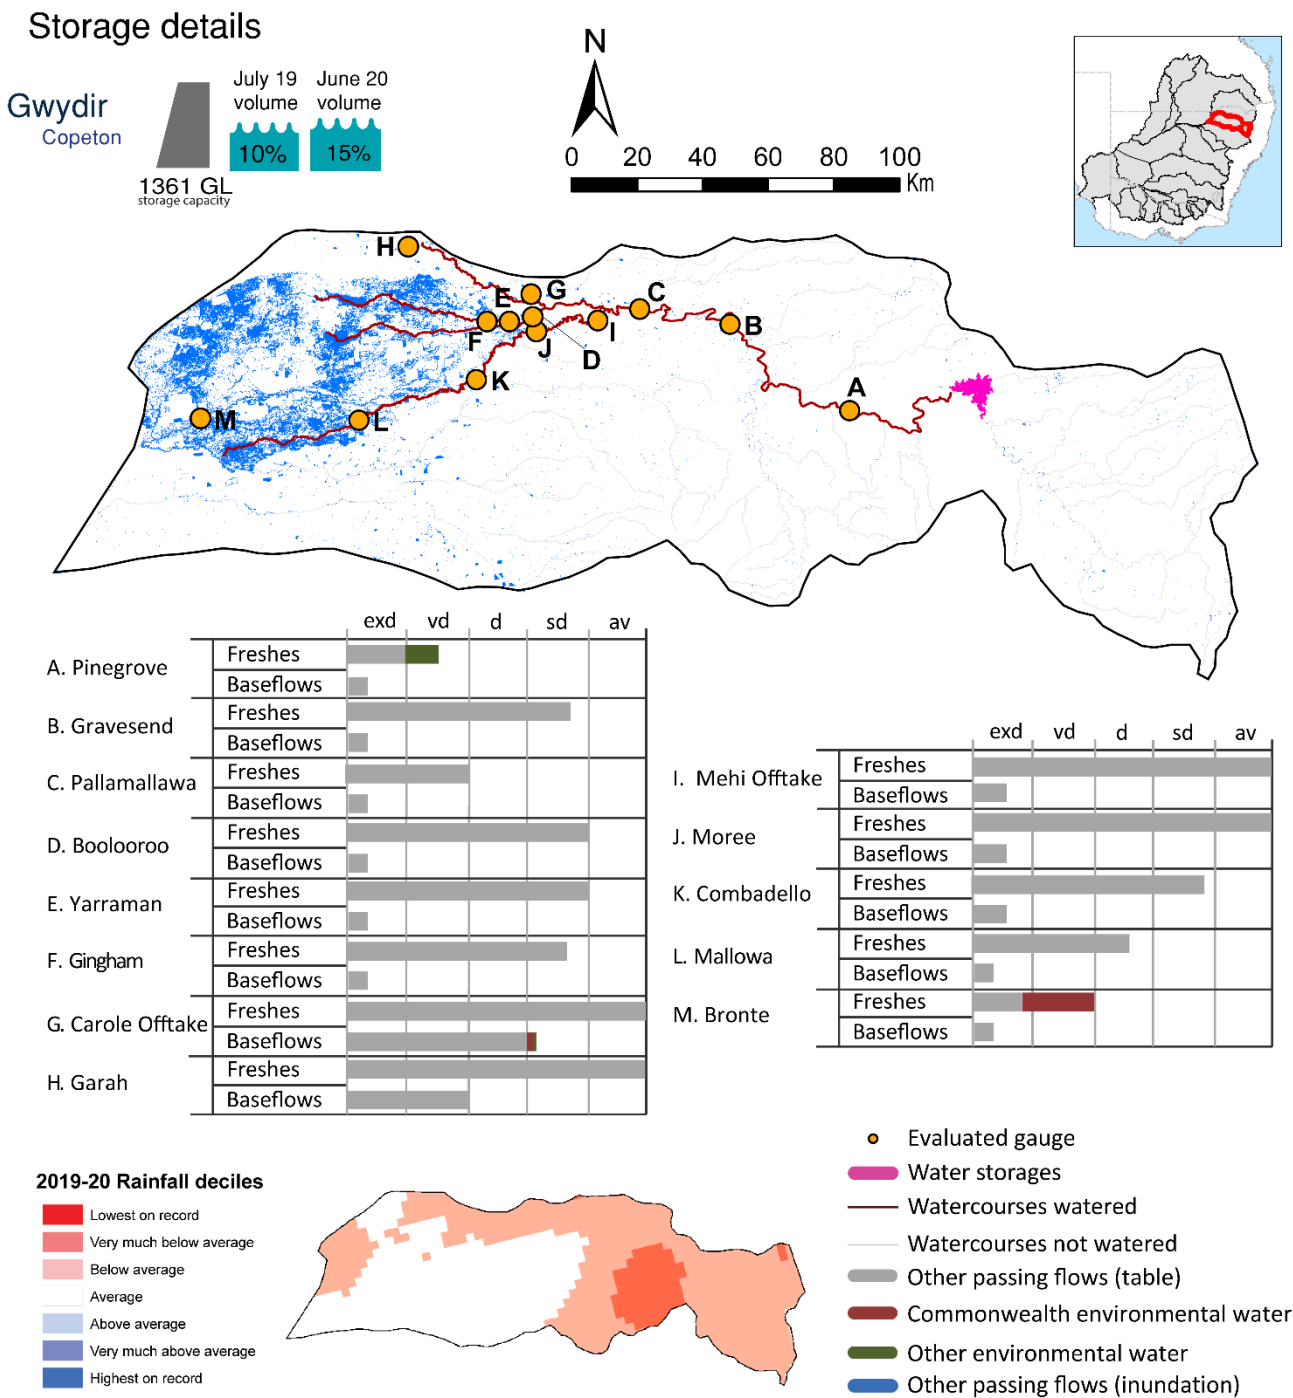 Storage details
Gwydir
Copeton
1361 GL
storage capacity
July 19
volume
10%
June 20
volume
15%
N
0 20 40 60 80 100
Km
H
G
E
C
F
J
D
I
B
K
A
M
L
exd vd d sd av
A. Pinegrove
Freshes
Baseflows
B. Gravesend
Freshes
Baseflows
C. Pallamallawa
Freshes
Baseflows
D. Boolooroo
Freshes
Baseflows
E. Yarraman
Freshes
Baseflows
F. Gingham
Freshes
Baseflows
G. Carole Offtake
Freshes
Baseflows
H. Garah
Freshes
Baseflows
exd vd d sd av
I. Mehi Offtake
Freshes
Baseflows
J. Moree
Freshes
Baseflows
K. Combadello
Freshes
Baseflows
L. Mallowa
Freshes
Baseflows
M. Bronte
Freshes
Baseflows
2019-20 Rainfall deciles
Lowest on record
Very much below average
Below average
Average
Above average
Very much above average
Highest on record
Evaluated gauge
Water storages
Watercourses watered
Watercourses not watered
Other passing flows (table)
Commonwealth environmental water
Other environmental water
Other passing flows (inundation)